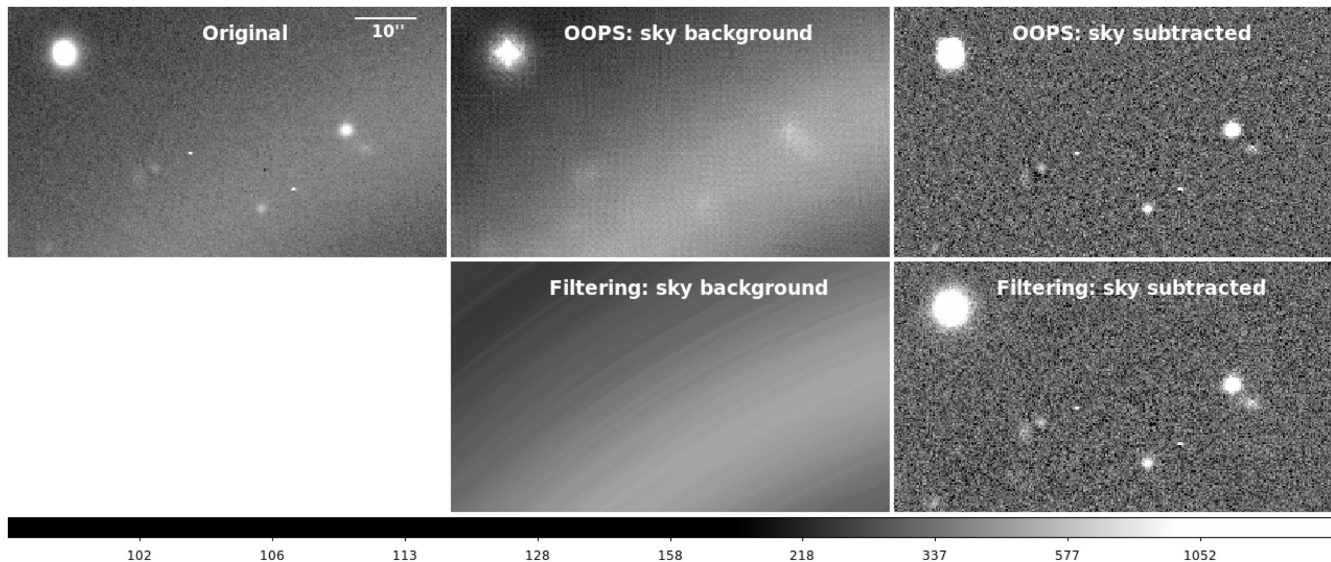 Original
10''
OOPS: sky background
OOPS: sky subtracted
Filtering: sky background
Filtering: sky subtracted
102 106 113 128 158 218 337 577 1052